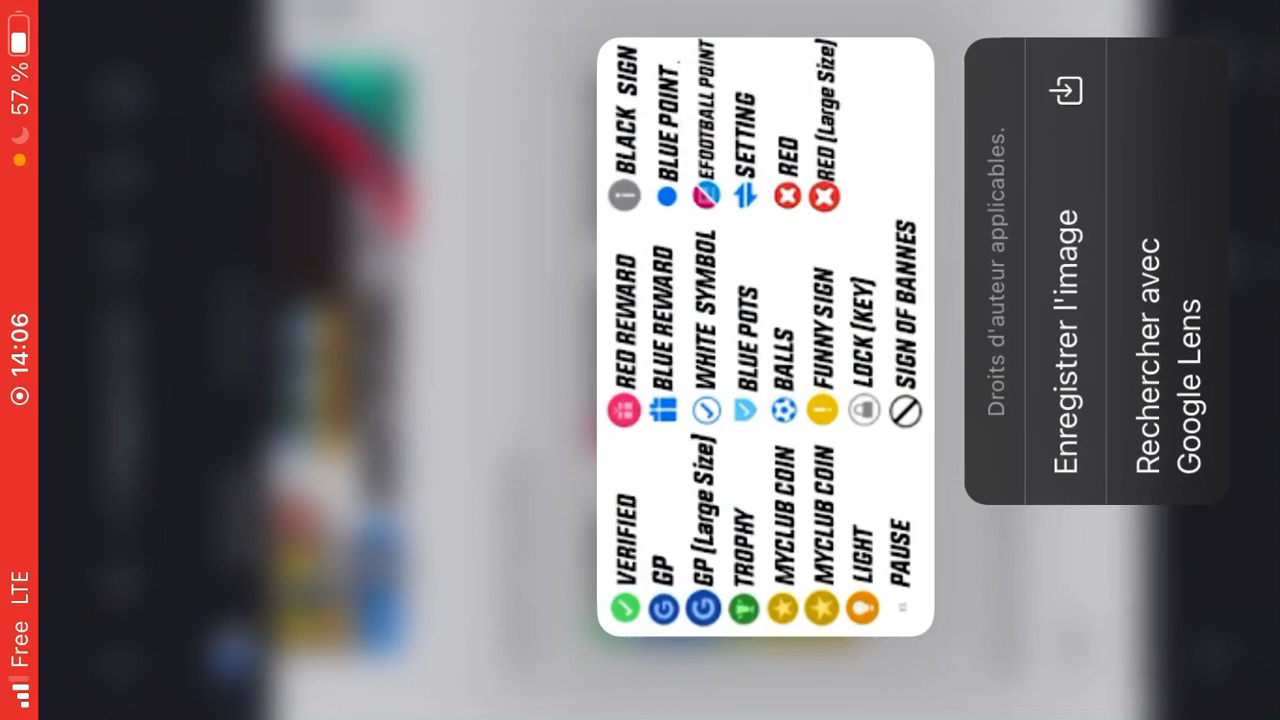 Free LTE 14:06 57 %
VERIFIED RED REWARD BLACK SIGN
GP BLUE REWARD BLUE POINT
GP [Large Size] WHITE SYMBOL EFOOTBALL POINT
TROPHY BLUE POTS SETTING
MYCLUB COIN BALLS RED
MYCLUB COIN FUNNY SIGN RED [Large Size]
LIGHT LOCK [KEY]
PAUSE SIGN OF BANNES
Droits d'auteur applicables.
Enregistrer l'image
Rechercher avec
Google Lens